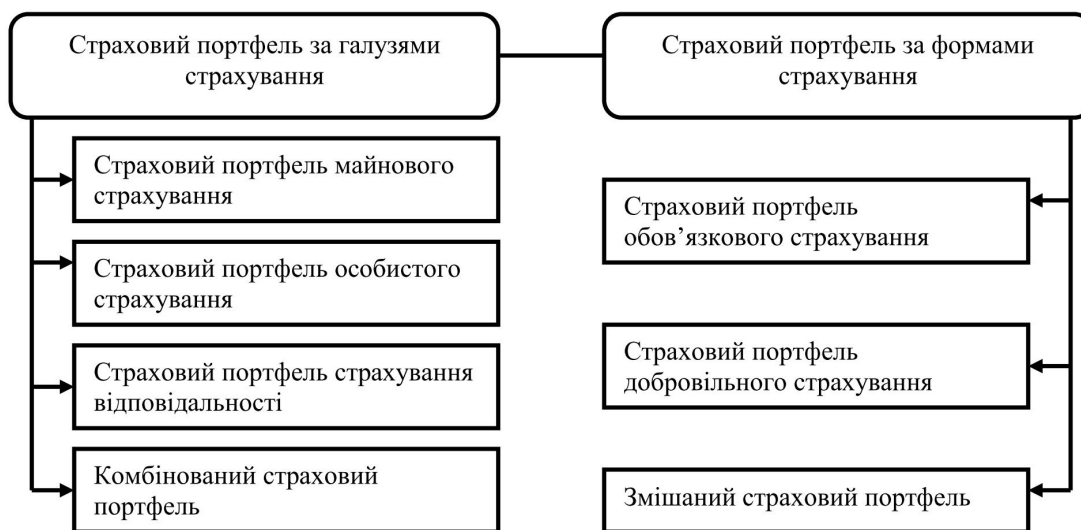 Страховий портфель за галузями
страхування
Страховий портфель за формами
страхування
Страховий портфель майнового
страхування
Страховий портфель особистого
страхування
Страховий портфель страхування
відповідальності
Комбінований страховий
портфель
Страховий портфель
обов’язкового страхування
Страховий портфель
добровільного страхування
Змішаний страховий портфель